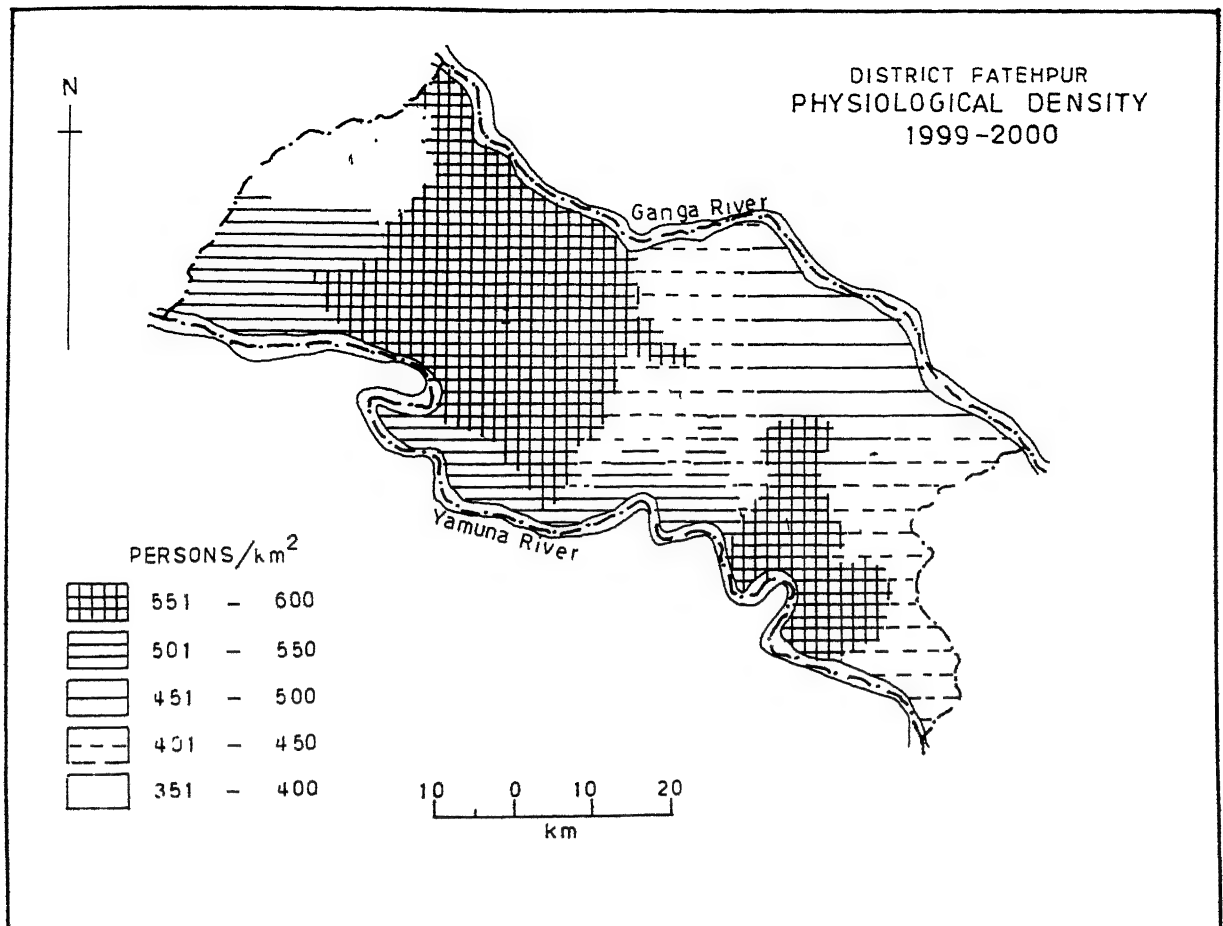 DISTRICT FATEHPUR
PHYSIOLOGICAL DENSITY
1999-2000
N
Ganga River
Yamuna River
PERSONS/km²
551 - 600
501 - 550
451 - 500
401 - 450
351 - 400
10 0 10 20
km